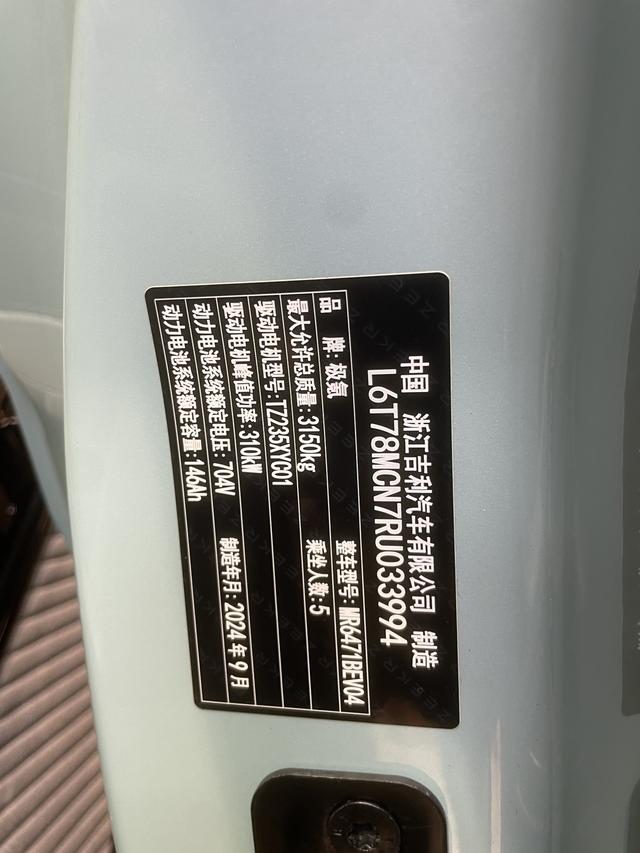 中国 浙江吉利汽车有限公司 制造
L6T78MCN7RU033994
品 牌:极氪 整车型号:MR6471BEV04
最大允许总质量:3150kg 乘坐人数:5
驱动电机型号:TZ235XYC01
驱动电机峰值功率:310kW
动力电池系统额定电压:704V 制造年月:2024年9月
动力电池系统额定容量:146Ah